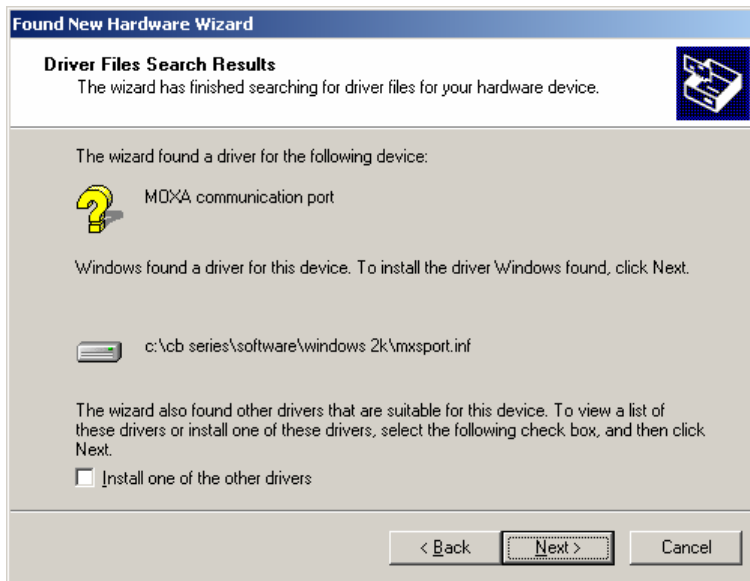 Found New Hardware Wizard
Driver Files Search Results
The wizard has finished searching for driver files for your hardware device.
The wizard found a driver for the following device:
MOXA communication port
Windows found a driver for this device. To install the driver Windows found, click Next.
c:\cb series\software\windows 2k\mxsport.inf
The wizard also found other drivers that are suitable for this device. To view a list of
these drivers or install one of these drivers, select the following check box, and then click
Next.
Install one of the other drivers
< Back Next > Cancel